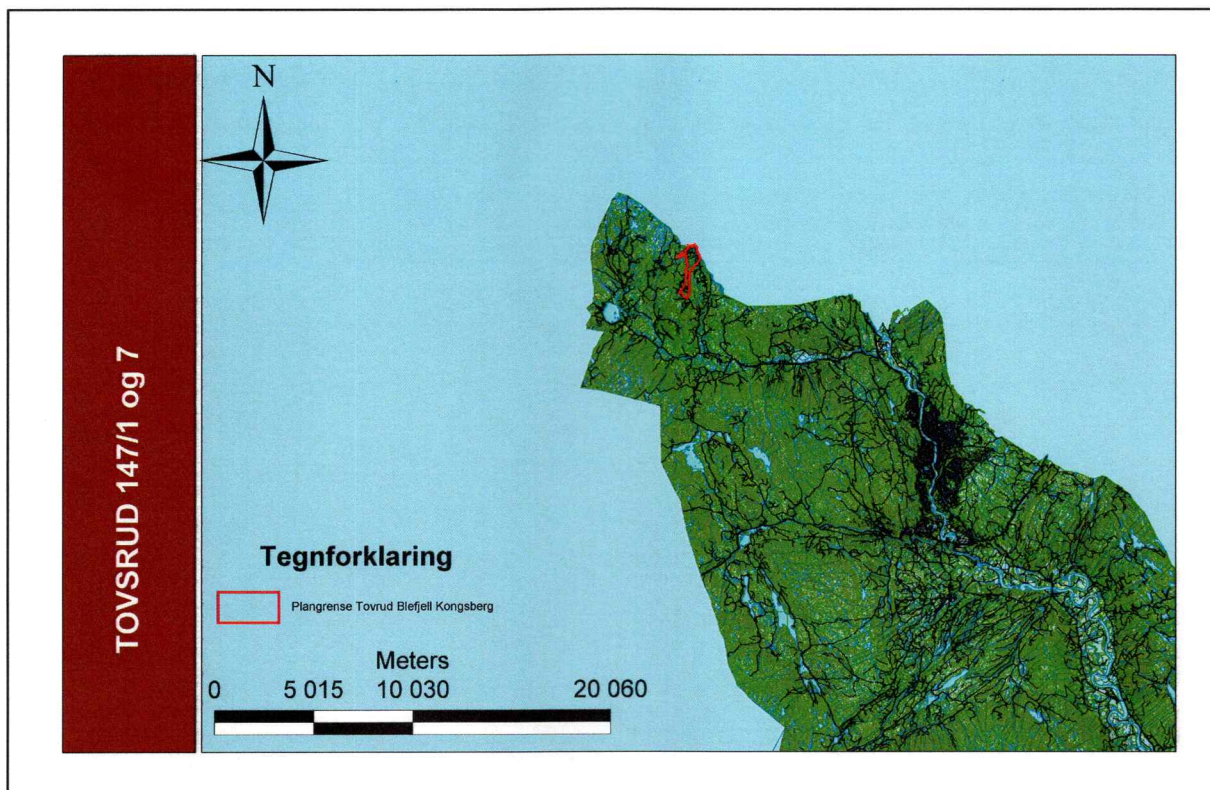 TOVSRUD 147/1 og 7
N
Tegnforklaring
Plangrense Tovrud Blefjell Kongsberg
Meters
0 5 015 10 030 20 060